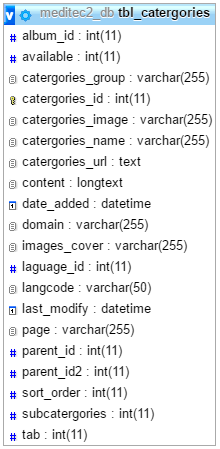 v meditec2_db tbl_catergories
# album_id : int(11)
# available : int(11)
catergories_group : varchar(255)
catergories_id : int(11)
catergories_image : varchar(255)
catergories_name : varchar(255)
catergories_url : text
content : longtext
date_added : datetime
domain : varchar(255)
images_cover : varchar(255)
# laguage_id : int(11)
langcode : varchar(50)
last_modify : datetime
page : varchar(255)
# parent_id : int(11)
# parent_id2 : int(11)
# sort_order : int(11)
# subcatergories : int(11)
# tab : int(11)